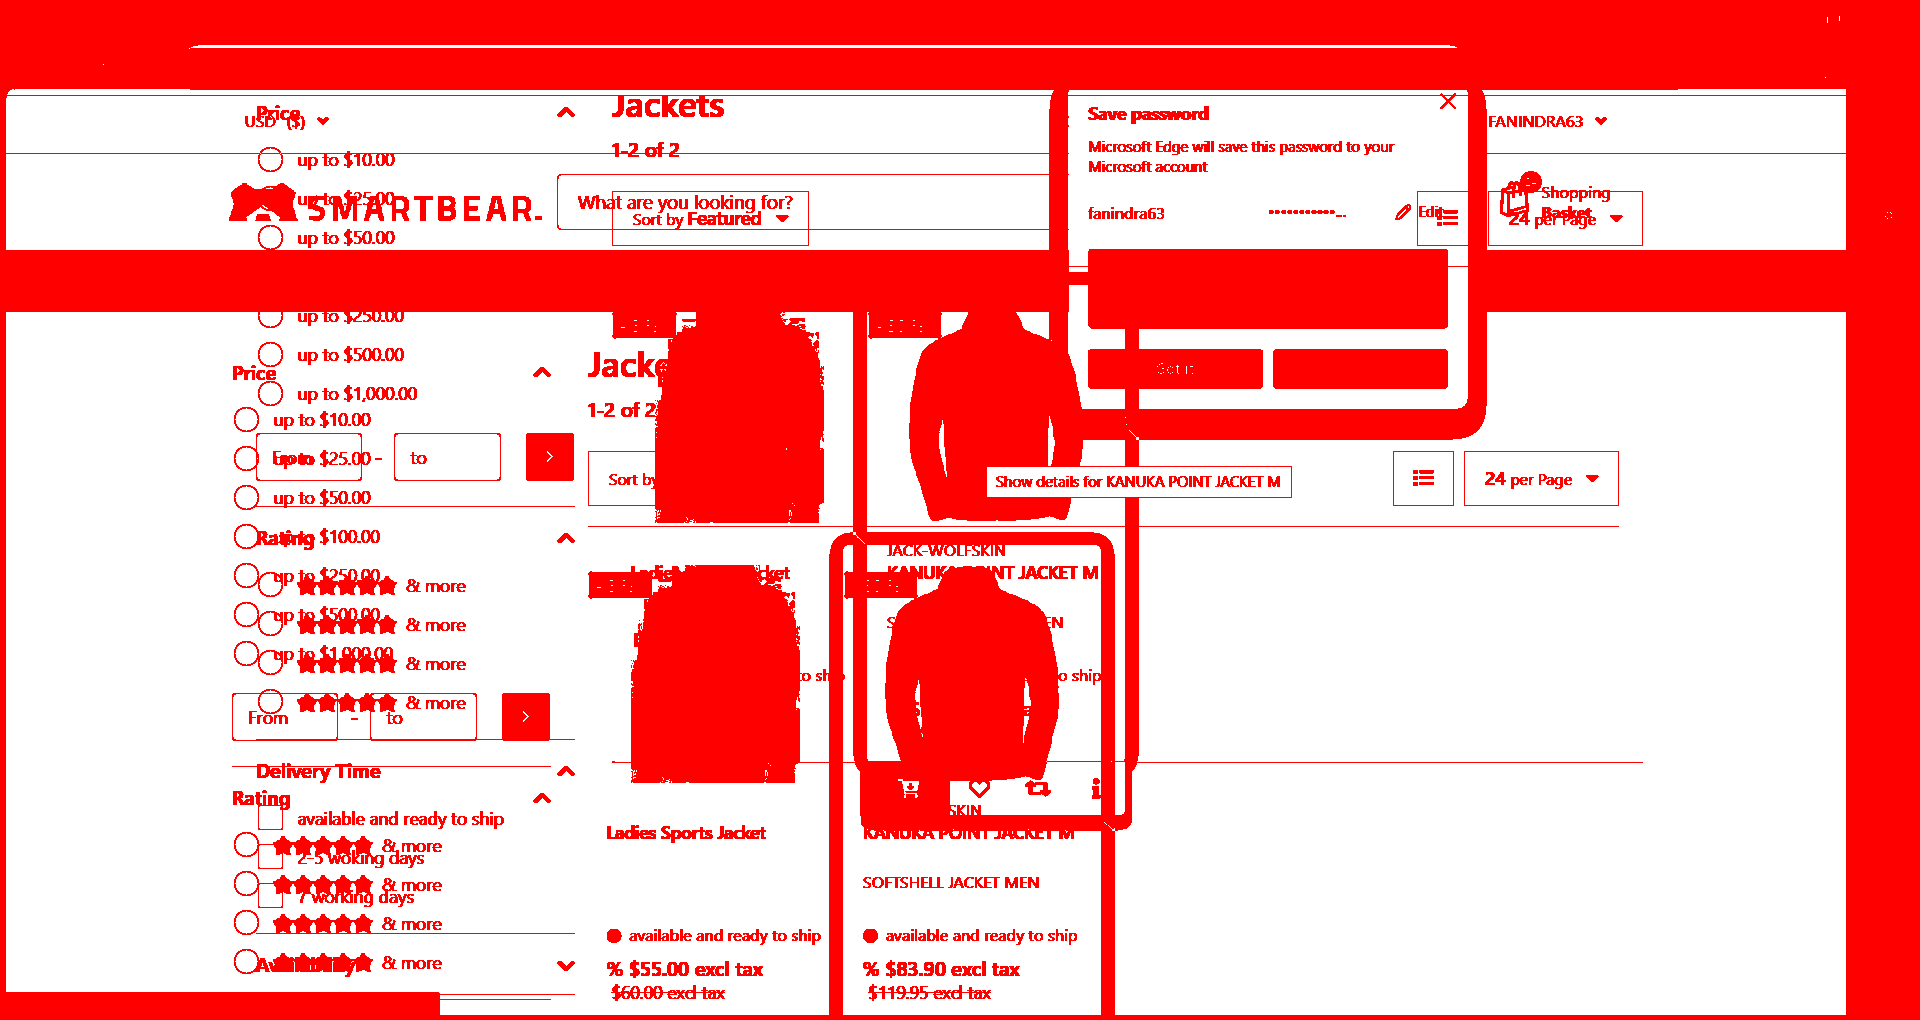 Price
USD ($)
Jackets
1-2 of 2
up to $10.00
up to $25.00
up to $50.00
SMARTBEAR.
What are you looking for?
Sort by Featured
Save password
Microsoft Edge will save this password to your
Microsoft account
fanindra63
Edit
Got it
FANINDRA63
Shopping
Basket
24 per Page
up to $250.00
up to $500.00
up to $1,000.00
to
Price
1-2 of 2
up to $10.00
up to $25.00 -
up to $50.00
up to $100.00
up to $250.00
up to $500.00
up to $1,000.00
From - to
Sort by
Show details for KANUKA POINT JACKET M
24 per Page
Rating
& more
& more
& more
& more
JACK-WOLFSKIN
KANUKA POINT JACKET M
to ship
to ship
Delivery Time
Rating
available and ready to ship
& more
2-5 woking days
& more
7 working days
& more
& more
Availability
Ladies Sports Jacket
available and ready to ship
% $55.00 excl tax
$60.00 excl tax
KANUKA POINT JACKET M
SOFTSHELL JACKET MEN
available and ready to ship
% $83.90 excl tax
$119.95 excl tax